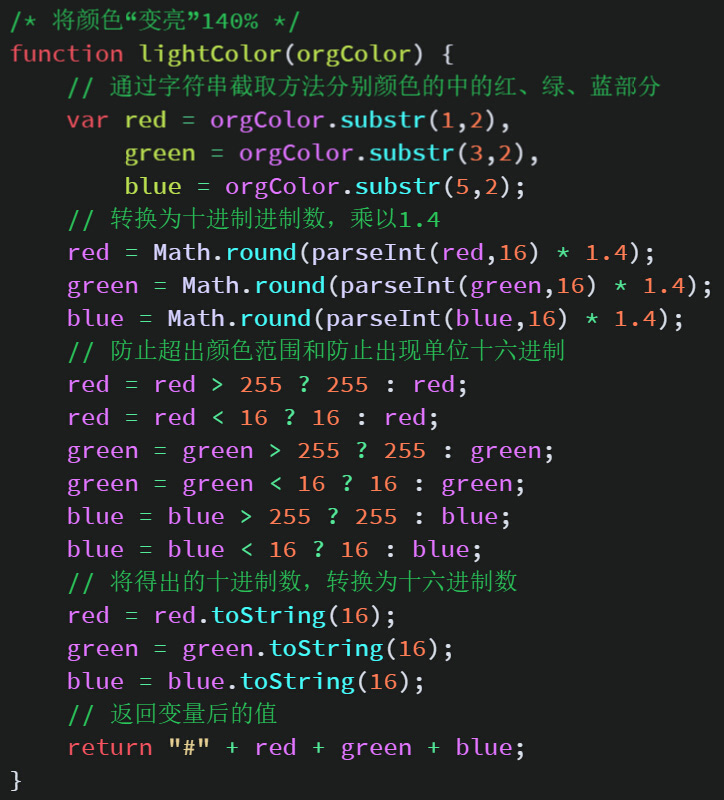 /* 将颜色“变亮”140% */
function lightColor(orgColor) {
    // 通过字符串截取方法分别颜色的中的红、绿、蓝部分
    var red = orgColor.substr(1,2),
        green = orgColor.substr(3,2),
        blue = orgColor.substr(5,2);
    // 转换为十进制进制数，乘以1.4
    red = Math.round(parseInt(red,16) * 1.4);
    green = Math.round(parseInt(green,16) * 1.4);
    blue = Math.round(parseInt(blue,16) * 1.4);
    // 防止超出颜色范围和防止出现单位十六进制
    red = red > 255 ? 255 : red;
    red = red < 16 ? 16 : red;
    green = green > 255 ? 255 : green;
    green = green < 16 ? 16 : green;
    blue = blue > 255 ? 255 : blue;
    blue = blue < 16 ? 16 : blue;
    // 将得出的十进制数，转换为十六进制数
    red = red.toString(16);
    green = green.toString(16);
    blue = blue.toString(16);
    // 返回变量后的值
    return "#" + red + green + blue;
}